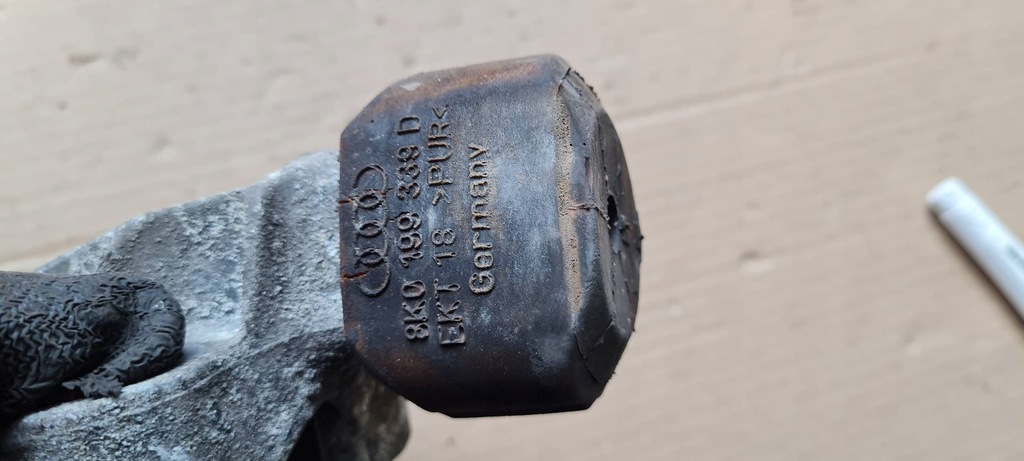 8K0 199 339 D
EKT 18 >PUR<
Germany